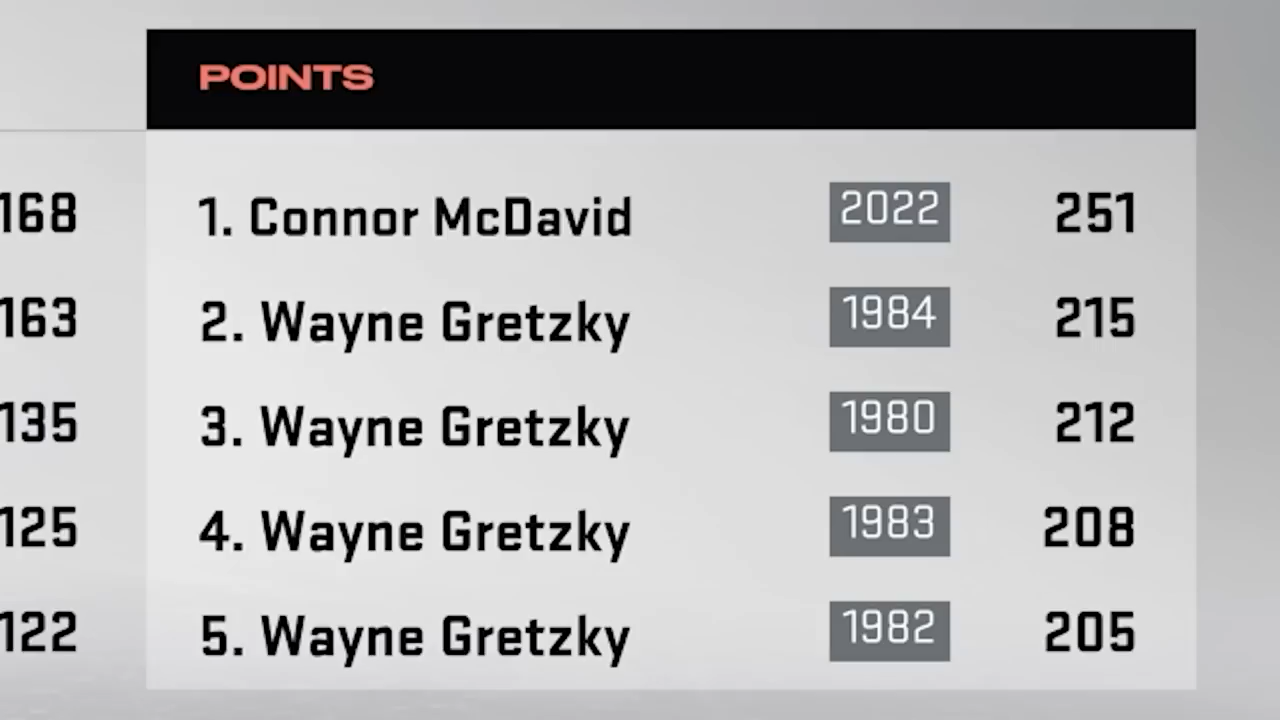 POINTS
168 1. Connor McDavid 2022 251
163 2. Wayne Gretzky 1984 215
135 3. Wayne Gretzky 1980 212
125 4. Wayne Gretzky 1983 208
122 5. Wayne Gretzky 1982 205